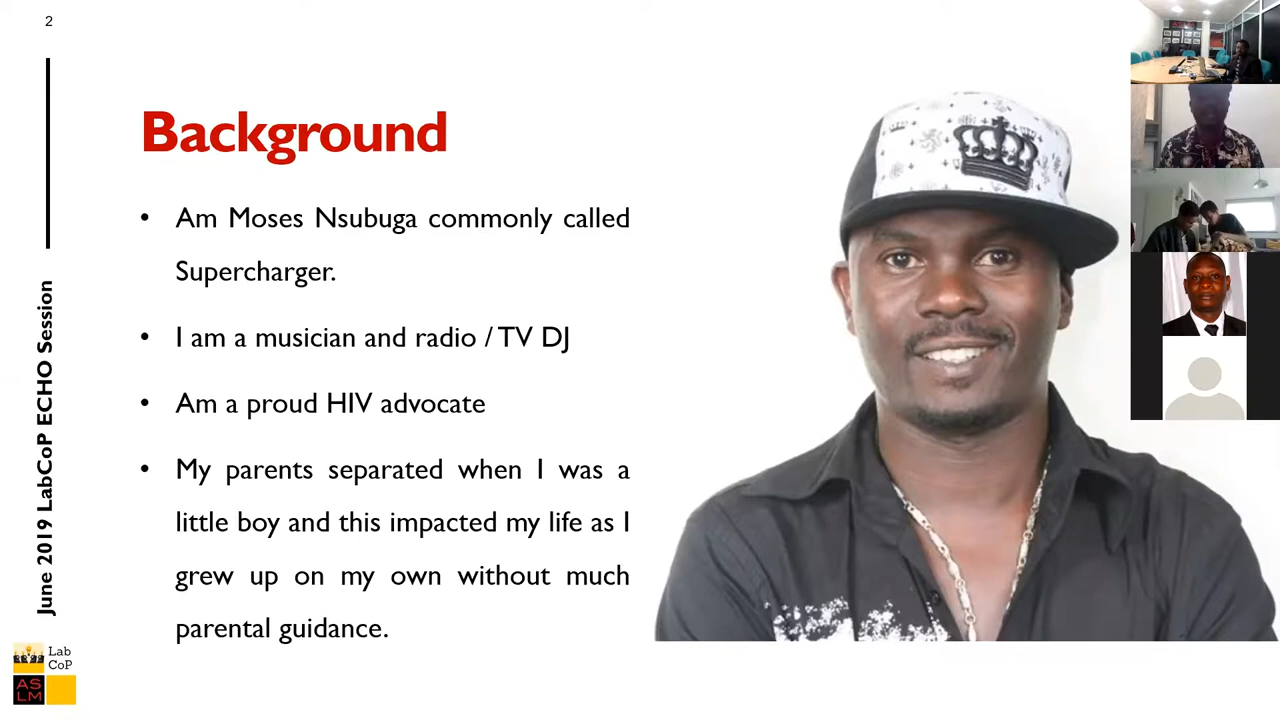 2
June 2019 LabCoP ECHO Session
Background
• Am Moses Nsubuga commonly called
Supercharger.
• I am a musician and radio / TV DJ
• Am a proud HIV advocate
• My parents separated when I was a
little boy and this impacted my life as I
grew up on my own without much
parental guidance.
Lab
CoP
AS
LM